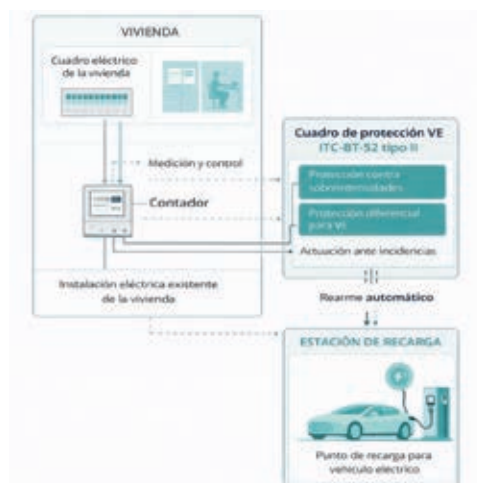 VIVIENDA
Cuadro eléctrico
de la vivienda
Medición y control
Contador
Instalación eléctrica existente
de la vivienda
Cuadro de protección VE
ITC-BT-52 tipo II
Protección contra
sobreintensidades
Protección diferencial
para VE
Actuación ante incidencias
Rearme automático
ESTACIÓN DE RECARGA
Punto de recarga para
vehículo eléctrico